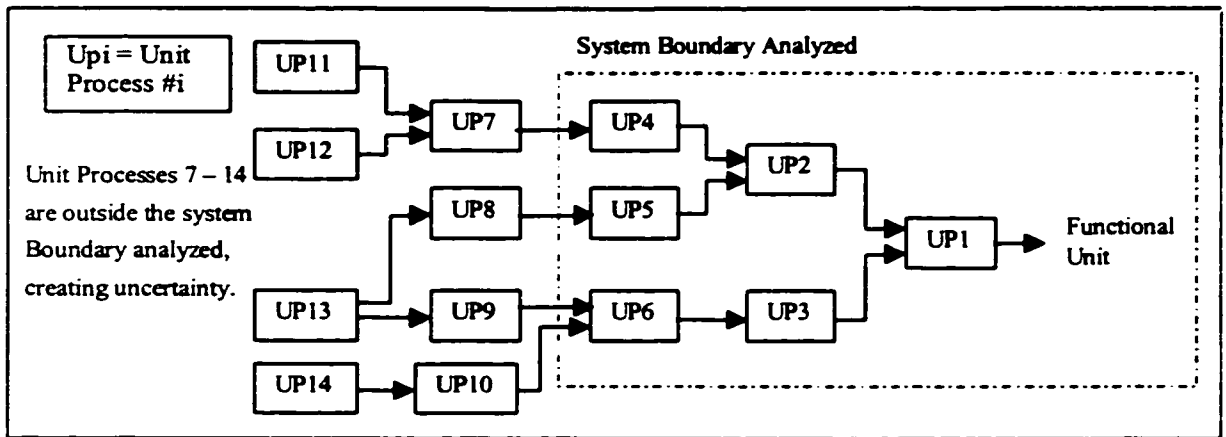 Upi = Unit
Process #i
System Boundary Analyzed
UP11
UP12
UP7
UP4
UP2
Unit Processes 7 – 14
are outside the system
Boundary analyzed,
creating uncertainty.
UP8
UP5
UP1
Functional
Unit
UP13
UP9
UP6
UP3
UP14
UP10